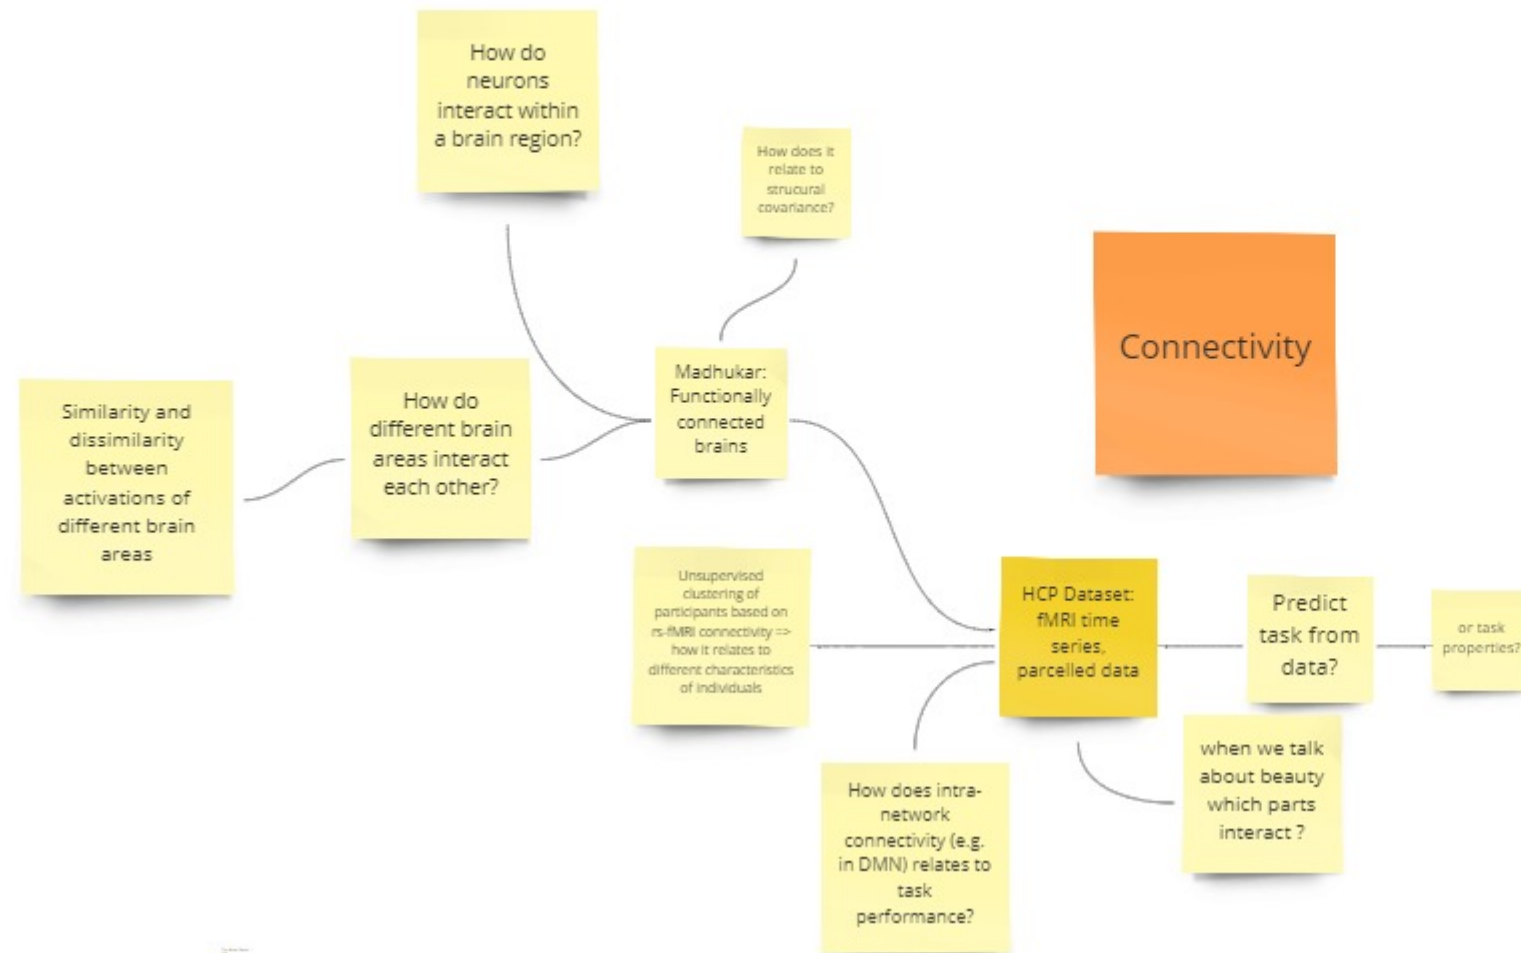 How do
neurons
interact within
a brain region?
How does it
relate to
strucural
covariance?
Connectivity
Madhukar:
Functionally
connected
brains
How do
different brain
areas interact
each other?
Similarity and
dissimilarity
between
activations of
different brain
areas
Unsupervised
clustering of
participants based on
rs-fMRI connectivity =>
how it relates to
different characteristics
of individuals
HCP Dataset:
fMRI time
series,
parcelled data
Predict
task from
data?
or task
properties?
when we talk
about beauty
which parts
interact ?
How does intra-
network
connectivity (e.g.
in DMN) relates to
task
performance?